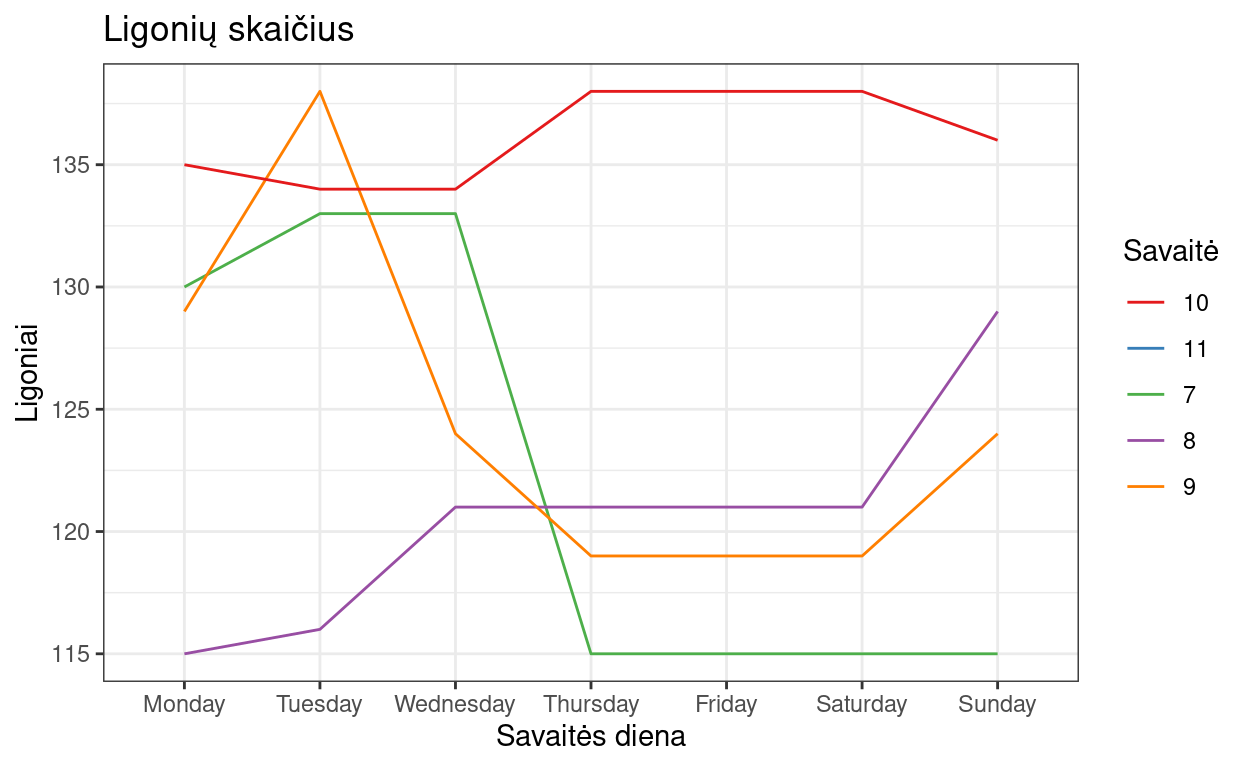 Ligonių skaičius
135
130
125
120
115
Ligoniai
Monday Tuesday Wednesday Thursday Friday Saturday Sunday
Savaitės diena
Savaitė
10
11
7
8
9